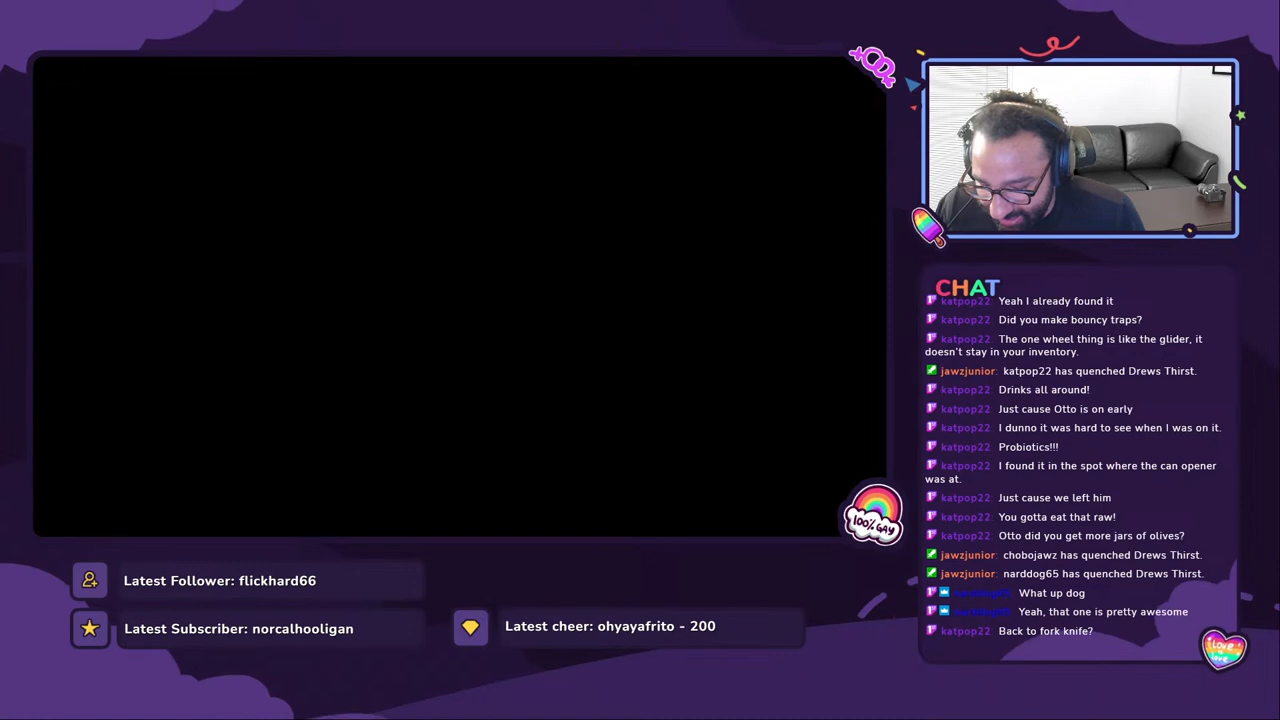 CHAT
katpop22: Yeah I already found it
katpop22: Did you make bouncy traps?
katpop22: The one wheel thing is like the glider, it
doesn't stay in your inventory.
jawzjunior: katpop22 has quenched Drews Thirst.
katpop22: Drinks all around!
katpop22: Just cause Otto is on early
katpop22: I dunno it was hard to see when I was on it.
katpop22: Probiotics!!!
katpop22: I found it in the spot where the can opener
was at.
katpop22: Just cause we left him
katpop22: You gotta eat that raw!
katpop22: Otto did you get more jars of olives?
jawzjunior: chobojawz has quenched Drews Thirst.
jawzjunior: narddog65 has quenched Drews Thirst.
narddog65: What up dog
narddog65: Yeah, that one is pretty awesome
katpop22: Back to fork knife?
100% GAY
Latest Follower: flickhard66
Latest Subscriber: norcalhooligan
Latest cheer: ohyayafrito - 200
love
love